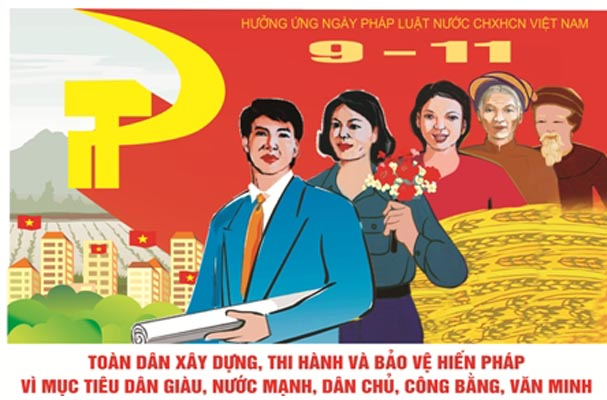 HƯỞNG ỨNG NGÀY PHÁP LUẬT NƯỚC CHXHCN VIỆT NAM
9 - 11
TOÀN DÂN XÂY DỰNG, THI HÀNH VÀ BẢO VỆ HIẾN PHÁP
VÌ MỤC TIÊU DÂN GIÀU, NƯỚC MẠNH, DÂN CHỦ, CÔNG BẰNG, VĂN MINH